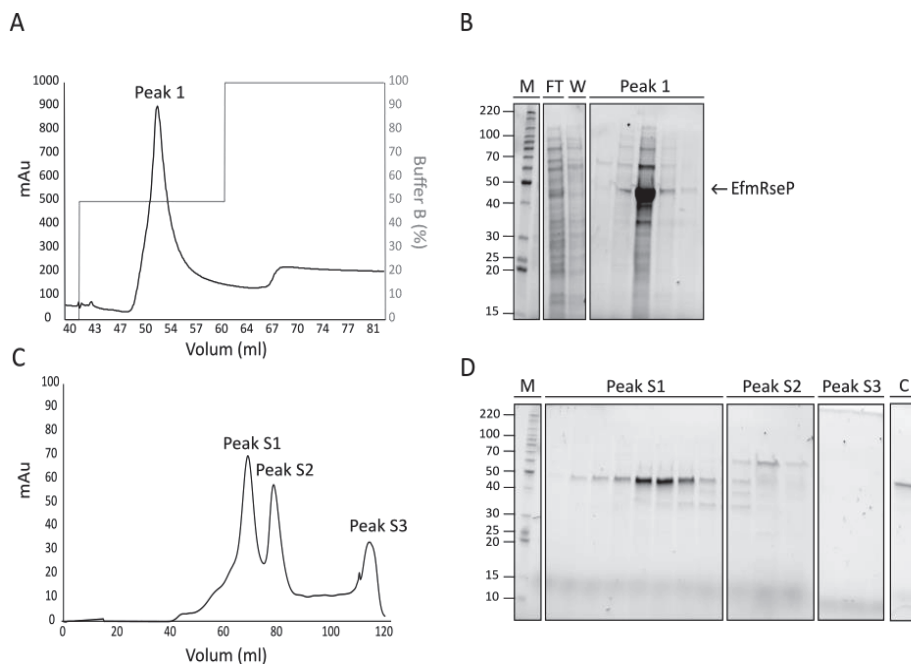 A
1000
900
800
700
600
500
400
300
200
100
0
mAu
Peak 1
100
90
80
70
60
50
40
30
20
10
0
Buffer B (%)
40 43 47 50 54 57 61 64 67 71 74 77 81
Volum (ml)
B
M FT W Peak 1
220
100
70
50
40
30
25
20
15
← EfmRseP
C
100
90
80
70
60
50
40
30
20
10
0
mAu
Peak S1
Peak S2
Peak S3
0 20 40 60 80 100 120
Volum (ml)
D
M Peak S1 Peak S2 Peak S3 C
220
100
70
50
40
30
25
20
15
10